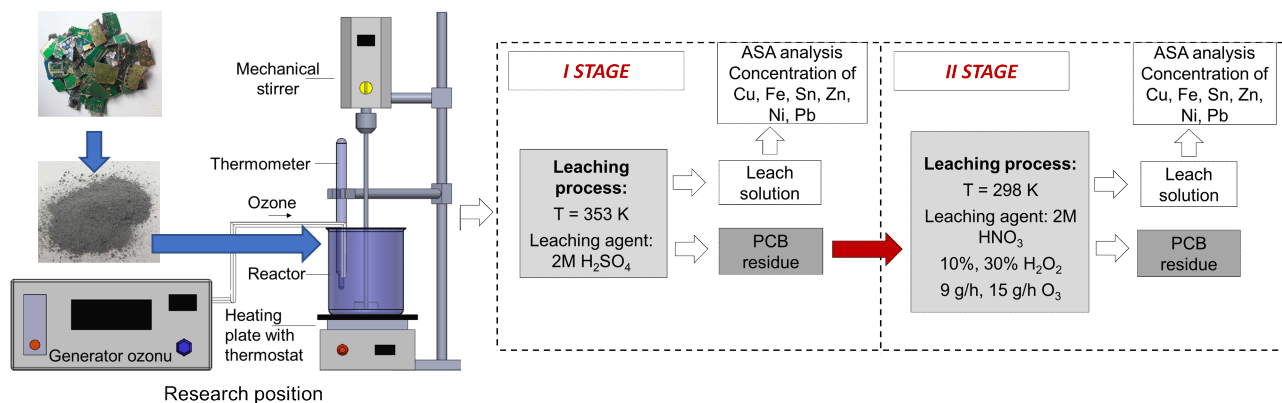 Mechanical
stirrer
Thermometer
Ozone
Reactor
Heating
plate with
thermostat
Generator ozonu
Research position
I STAGE
ASA analysis
Concentration of
Cu, Fe, Sn, Zn,
Ni, Pb
Leaching
process:
T = 353 K
Leaching agent:
2M H₂SO₄
Leach
solution
PCB
residue
II STAGE
ASA analysis
Concentration of
Cu, Fe, Sn, Zn,
Ni, Pb
Leaching process:
T = 298 K
Leaching agent: 2M
HNO₃
10%, 30% H₂O₂
9 g/h, 15 g/h O₃
Leach
solution
PCB
residue